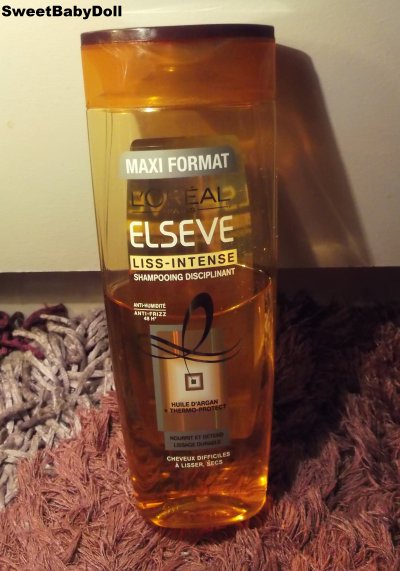 SweetBabyDoll
MAXI FORMAT
L'ORÉAL
ELSEVE
LISS-INTENSE
SHAMPOOING DISCIPLINANT
ANTI-HUMIDITÉ
ANTI-FRIZZ
48 H*
HUILE D'ARGAN
+ THERMO-PROTECT
NOURRIT ET DÉTEND
LISSAGE DURABLE
CHEVEUX DIFFICILES
À LISSER, SECS